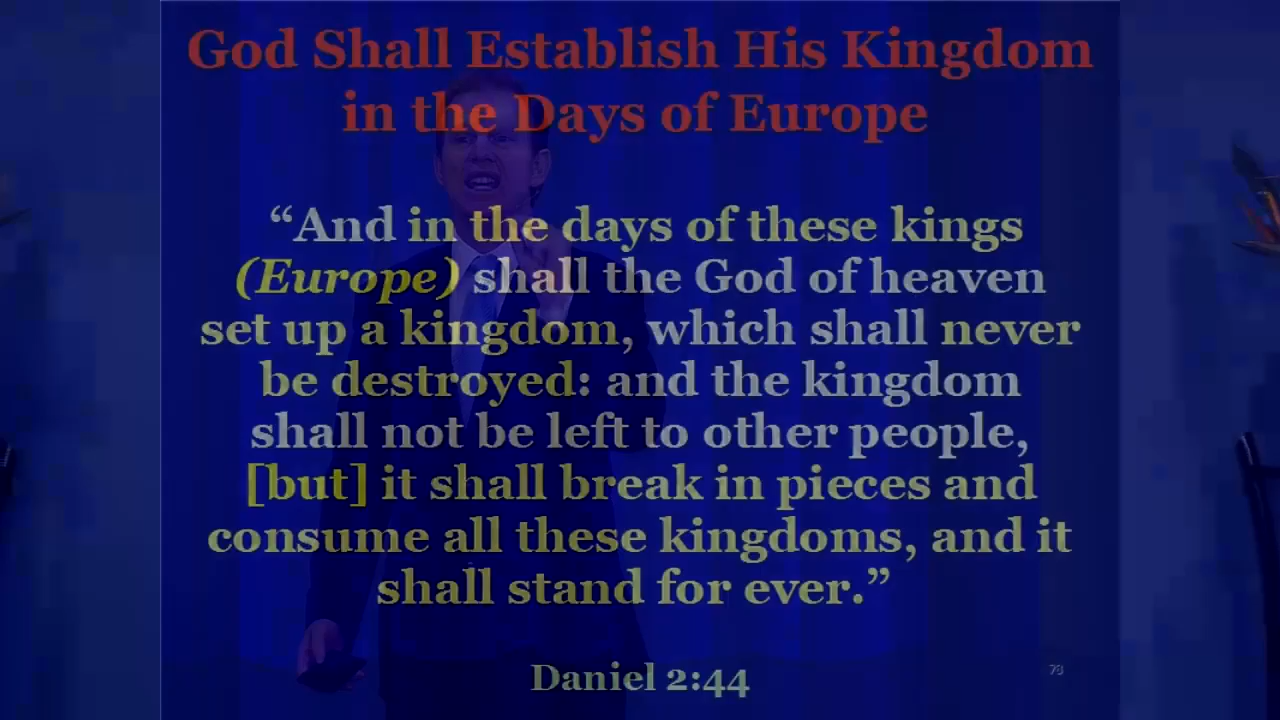 God Shall Establish His Kingdom
in the Days of Europe
“And in the days of these kings
(Europe) shall the God of heaven
set up a kingdom, which shall never
be destroyed: and the kingdom
shall not be left to other people,
[but] it shall break in pieces and
consume all these kingdoms, and it
shall stand for ever.”
Daniel 2:44
78